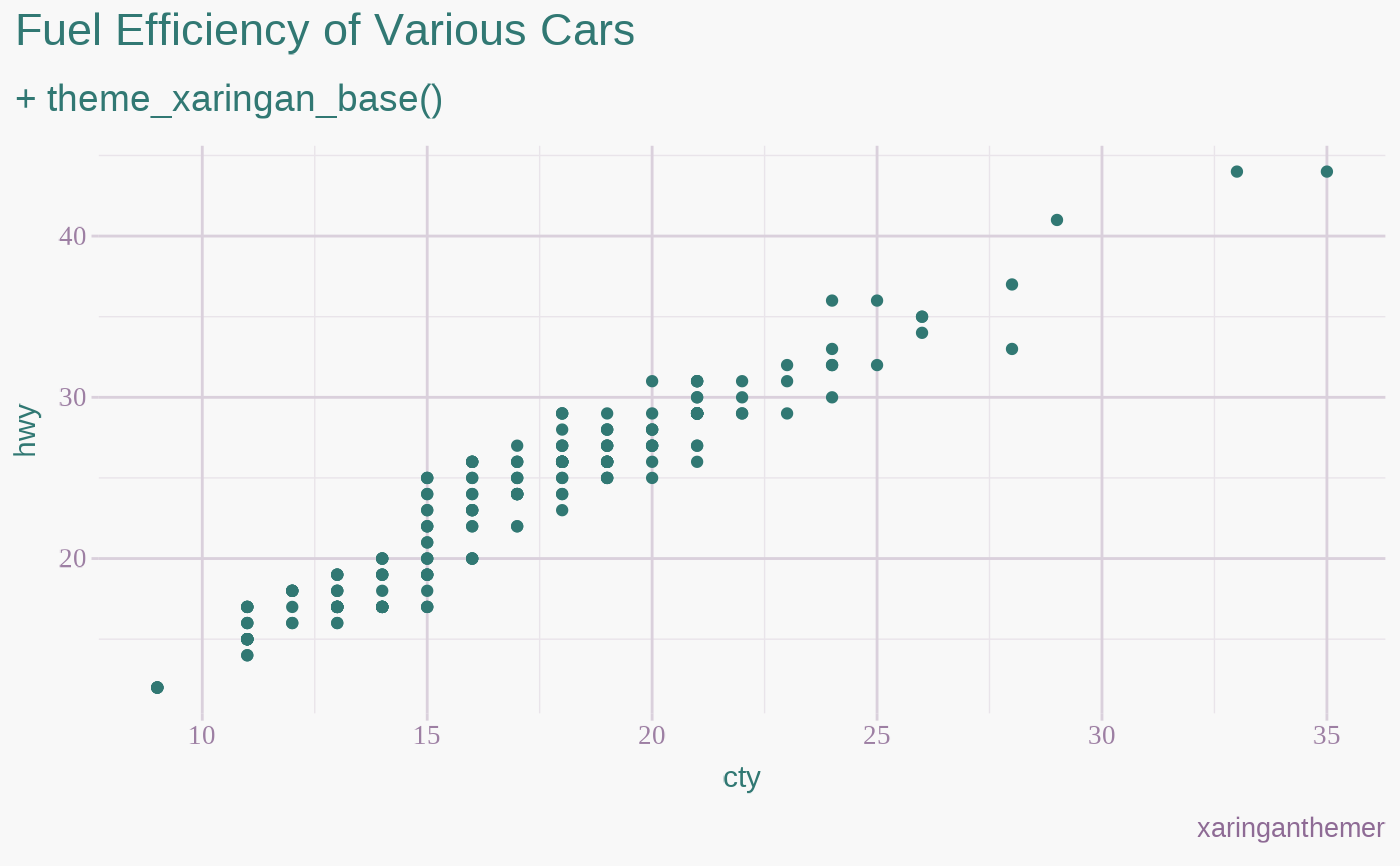 Fuel Efficiency of Various Cars
+ theme_xaringan_base()
40
30
20
hwy
10 15 20 25 30 35
cty
xaringanthemer